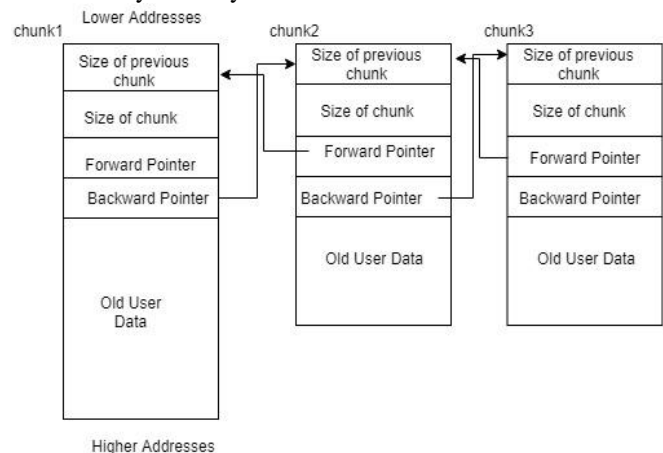 Lower Addresses
chunk1
Size of previous
chunk
Size of chunk
Forward Pointer
Backward Pointer
Old User
Data
Higher Addresses
chunk2
Size of previous
chunk
Size of chunk
Forward Pointer
Backward Pointer
Old User Data
chunk3
Size of previous
chunk
Size of chunk
Forward Pointer
Backward Pointer
Old User Data